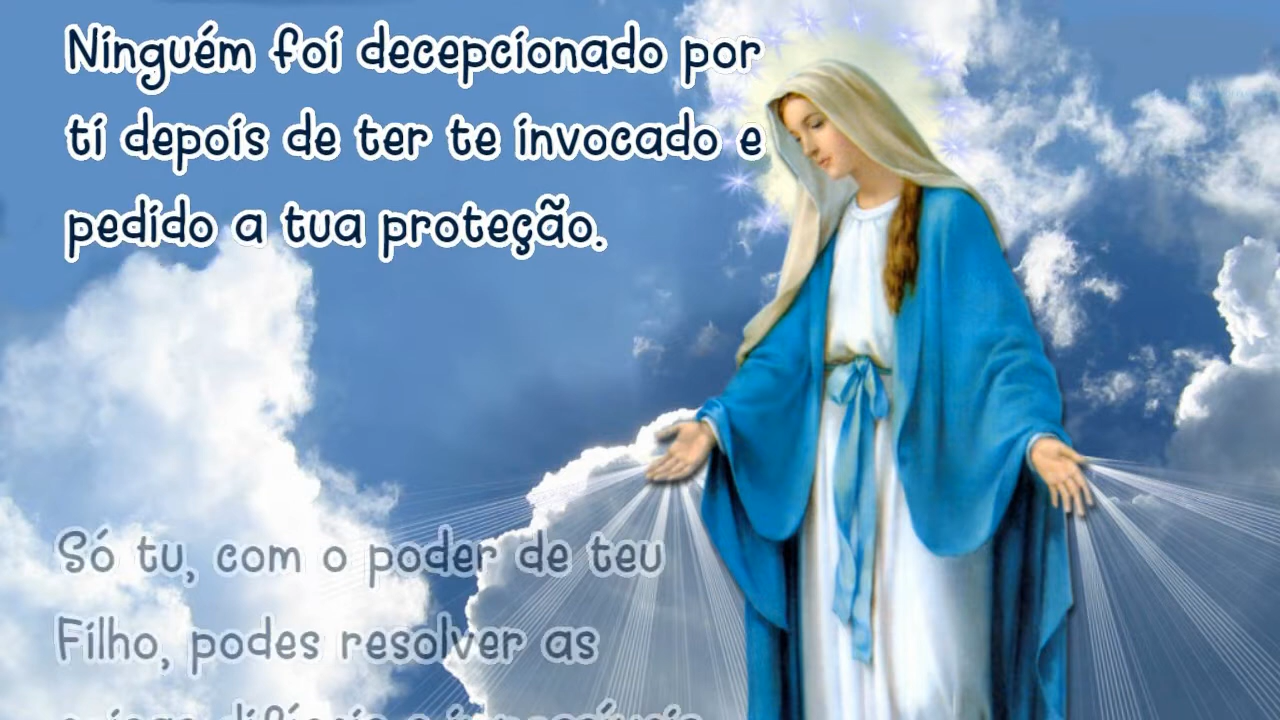 Ninguém foi decepcionado por
ti depois de ter te invocado e
pedido a tua proteção.
Só tu, com o poder de teu
Filho, podes resolver as